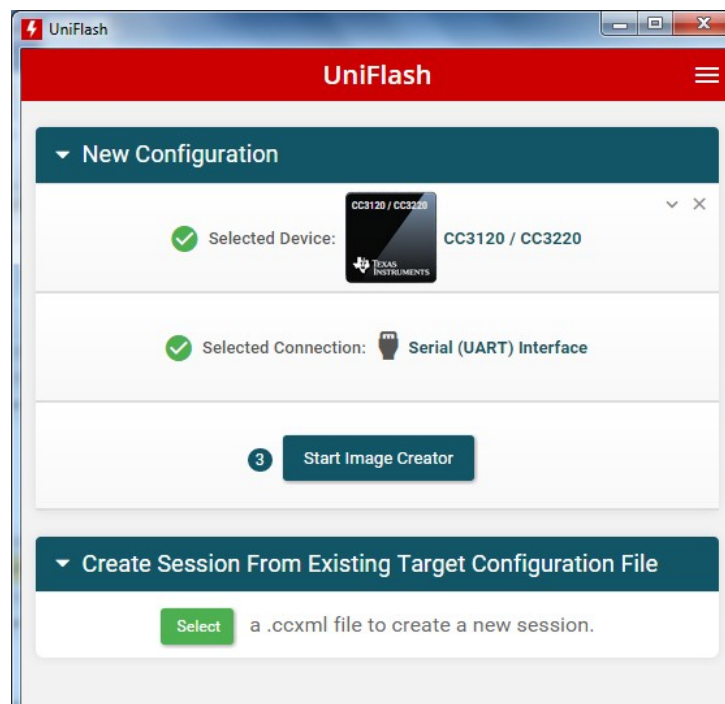 UniFlash
UniFlash
New Configuration
Selected Device:
CC3120 / CC3220
TEXAS
INSTRUMENTS
CC3120 / CC3220
Selected Connection: Serial (UART) Interface
3 Start Image Creator
Create Session From Existing Target Configuration File
Select a .ccxml file to create a new session.